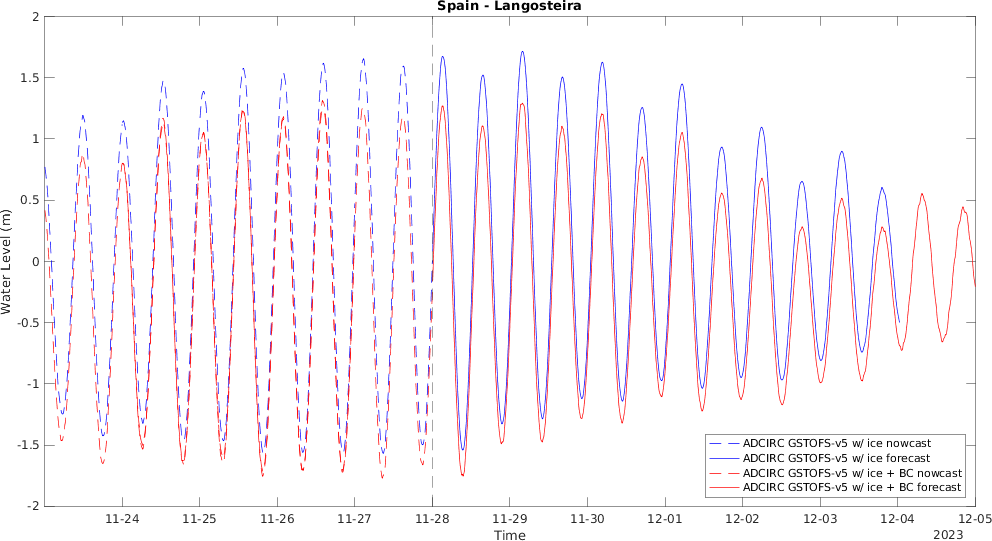 Spain - Langosteira
2
1.5
1
0.5
0
-0.5
-1
-1.5
-2
Water Level (m)
ADCIRC GSTOFS-v5 w/ ice nowcast
ADCIRC GSTOFS-v5 w/ ice forecast
ADCIRC GSTOFS-v5 w/ ice + BC nowcast
ADCIRC GSTOFS-v5 w/ ice + BC forecast
11-24 11-25 11-26 11-27 11-28 11-29 11-30 12-01 12-02 12-03 12-04 12-05
Time
2023